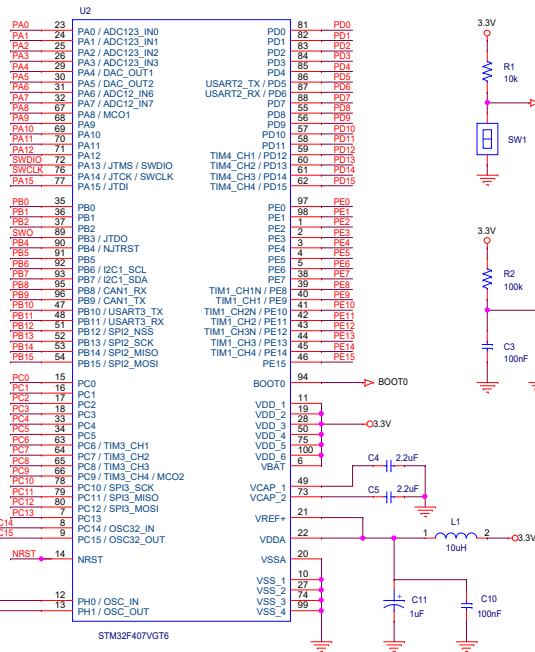 U2
PA0 23 PA0 / ADC123_IN0 PD0 81 PD0
PA1 24 PA1 / ADC123_IN1 PD1 82 PD1
PA2 25 PA2 / ADC123_IN2 PD2 83 PD2
PA3 26 PA3 / ADC123_IN3 PD3 84 PD3
PA4 29 PA4 / DAC_OUT1 PD4 85 PD4
PA5 30 PA5 / DAC_OUT2 USART2_TX / PD5 86 PD5
PA6 31 PA6 / ADC12_IN6 USART2_RX / PD6 87 PD6
PA7 32 PA7 / ADC12_IN7 PD7 88 PD7
PA8 67 PA8 / MCO1 PD8 55 PD8
PA9 68 PA9 PD9 56 PD9
PA10 69 PA10 PD10 57 PD10
PA11 70 PA11 PD11 58 PD11
PA12 71 PA12 TIM4_CH1 / PD12 59 PD12
SWDIO 72 PA13 / JTMS / SWDIO TIM4_CH2 / PD13 60 PD13
SWCLK 76 PA14 / JTCK / SWCLK TIM4_CH3 / PD14 61 PD14
PA15 77 PA15 / JTDI TIM4_CH4 / PD15 62 PD15
PB0 35 PB0 PE0 97 PE0
PB1 36 PB1 PE1 98 PE1
PB2 37 PB2 PE2 1 PE2
SWO 89 PB3 / JTDO PE3 2 PE3
PB4 90 PB4 / NJTRST PE4 3 PE4
PB5 91 PB5 PE5 4 PE5
PB6 92 PB6 / I2C1_SCL PE6 5 PE6
PB7 93 PB7 / I2C1_SDA PE7 38 PE7
PB8 95 PB8 / CAN1_RX TIM1_CH1N / PE8 39 PE8
PB9 96 PB9 / CAN1_TX TIM1_CH1 / PE9 40 PE9
PB10 47 PB10 / USART3_TX TIM1_CH2N / PE10 41 PE10
PB11 48 PB11 / USART3_RX TIM1_CH2 / PE11 42 PE11
PB12 51 PB12 / SPI2_NSS TIM1_CH3N / PE12 43 PE12
PB13 52 PB13 / SPI2_SCK TIM1_CH3 / PE13 44 PE13
PB14 53 PB14 / SPI2_MISO TIM1_CH4 / PE14 45 PE14
PB15 54 PB15 / SPI2_MOSI PE15 46 PE15
PC0 15 PC0 BOOT0 94 BOOT0
PC1 16 PC1
PC2 17 PC2 VDD_1 11
PC3 18 PC3 VDD_2 19
PC4 33 PC4 VDD_3 28 3.3V
PC5 34 PC5 VDD_4 50
PC6 63 PC6 / TIM3_CH1 VDD_5 75
PC7 64 PC7 / TIM3_CH2 VDD_6 100
PC8 65 PC8 / TIM3_CH3 VBAT 6
PC9 66 PC9 / TIM3_CH4 / MCO2
PC10 78 PC10 / SPI3_SCK VCAP_1 49 C4 2.2uF
PC11 79 PC11 / SPI3_MISO VCAP_2 73 C5 2.2uF
PC12 80 PC12 / SPI3_MOSI
PC13 7 PC13 VREF+ 21
C14 8 PC14 / OSC32_IN
C15 9 PC15 / OSC32_OUT VDDA 22 1 L1 2 3.3V
10uH
NRST 14 NRST VSSA 20
VSS_1 10
VSS_2 27
12 PH0 / OSC_IN VSS_3 74
13 PH1 / OSC_OUT VSS_4 99
STM32F407VGT6
C11
+
1uF
C10
100nF
3.3V
R1
10k
SW1
3.3V
R2
100k
C3
100nF